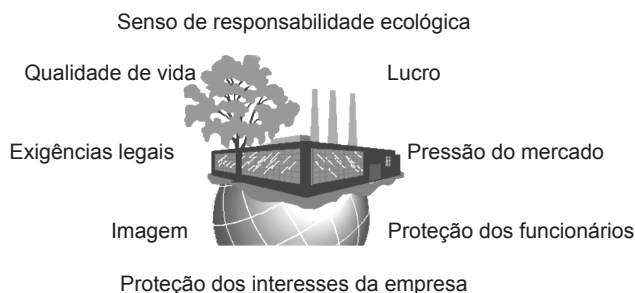 Senso de responsabilidade ecológica
Qualidade de vida
Lucro
Exigências legais
Pressão do mercado
Imagem
Proteção dos funcionários
Proteção dos interesses da empresa